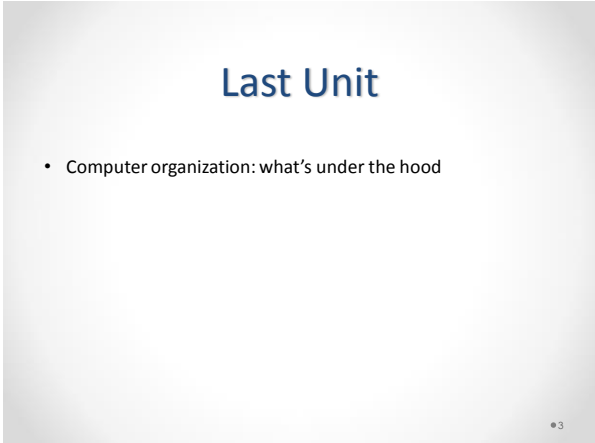 Last Unit
• Computer organization: what's under the hood
3